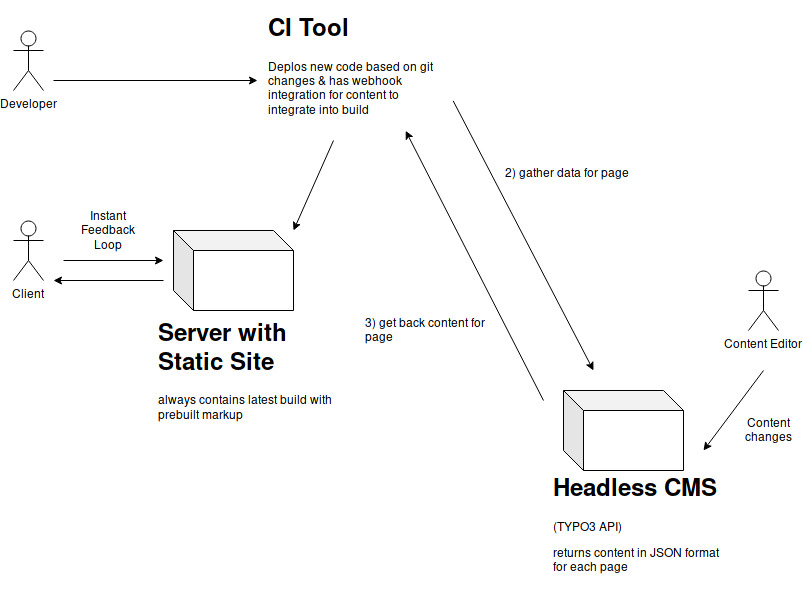 CI Tool
Deplos new code based on git
changes & has webhook
integration for content to
integrate into build
Developer
2) gather data for page
Instant
Feedback
Loop
Client
Server with
Static Site
always contains latest build with
prebuilt markup
3) get back content for
page
Content Editor
Content
changes
Headless CMS
(TYPO3 API)
returns content in JSON format
for each page